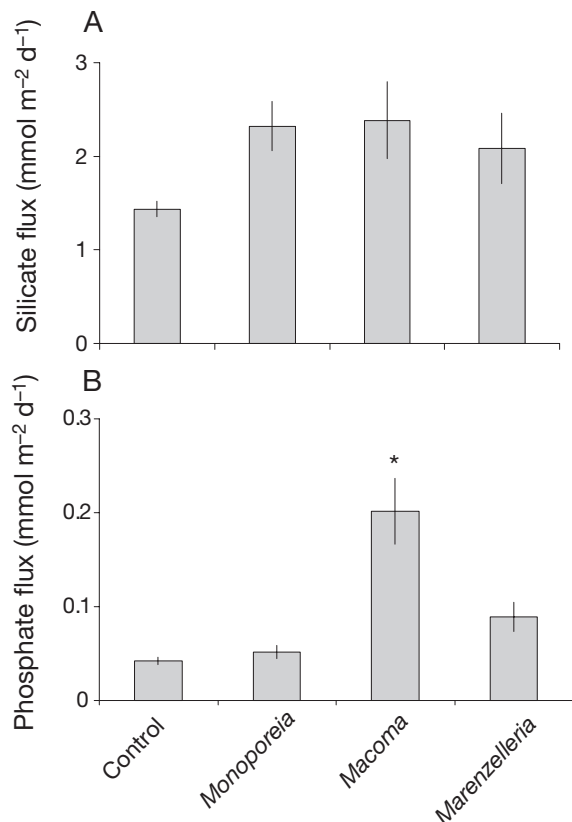 A
Silicate flux (mmol m⁻² d⁻¹)
3
2
1
0
B
Phosphate flux (mmol m⁻² d⁻¹)
0.3
0.2
0.1
0
*
Control
Monoporeia
Macoma
Marenzelleria